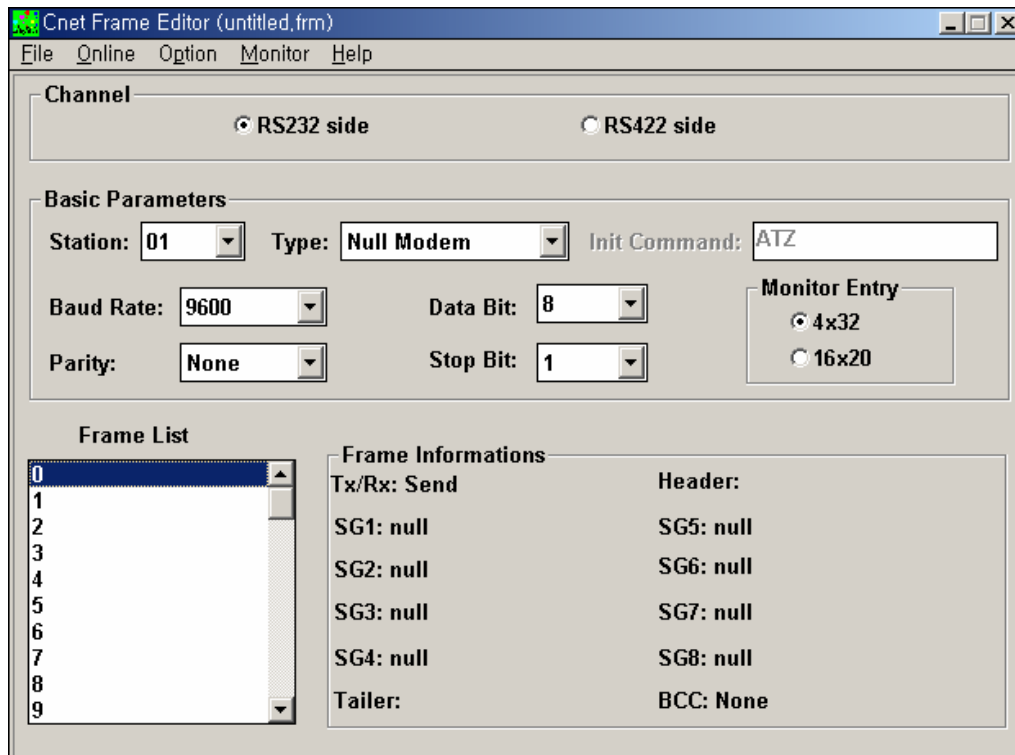 Cnet Frame Editor (untitled,frm)
File Online Option Monitor Help
Channel
RS232 side RS422 side
Basic Parameters
Station: 01 Type: Null Modem Init Command: ATZ
Baud Rate: 9600 Data Bit: 8 Monitor Entry
4x32
Parity: None Stop Bit: 1 16x20
Frame List Frame Informations
0 Tx/Rx: Send Header:
1
2 SG1: null SG5: null
3
4 SG2: null SG6: null
5 SG3: null SG7: null
6
7 SG4: null SG8: null
8
9 Tailer: BCC: None